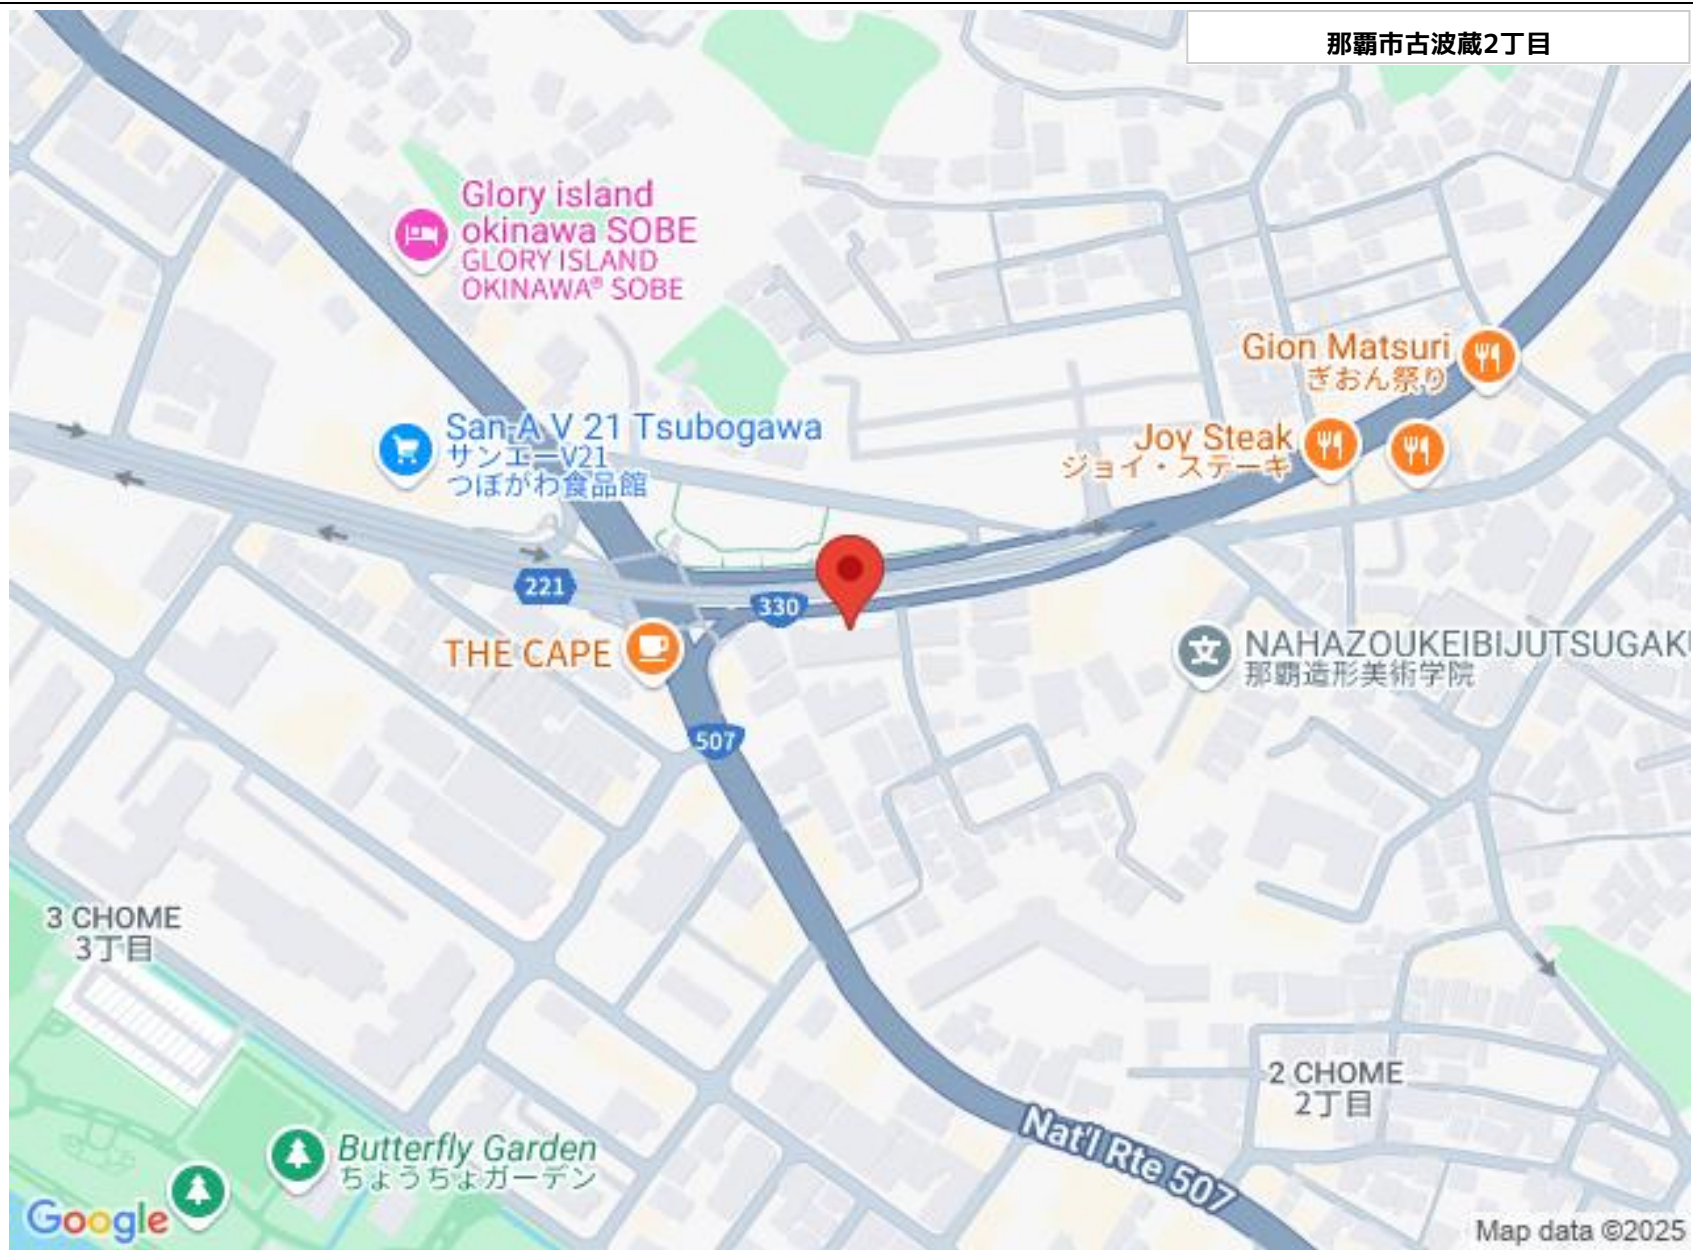 那覇市古波蔵2丁目
Glory island
okinawa SOBE
GLORY ISLAND
OKINAWA® SOBE
Gion Matsuri
ぎおん祭り
San-A V 21 Tsubogawa
サンエーV21
つぼがわ食品館
Joy Steak
ジョイ・ステーキ
221
330
THE CAPE
NAHAZOUKEIBIJUTSUGAKU
那覇造形美術学院
文
507
3 CHOME
3丁目
2 CHOME
2丁目
Nat'l Rte 507
Butterfly Garden
ちょうちょガーデン
Google
Map data ©2025